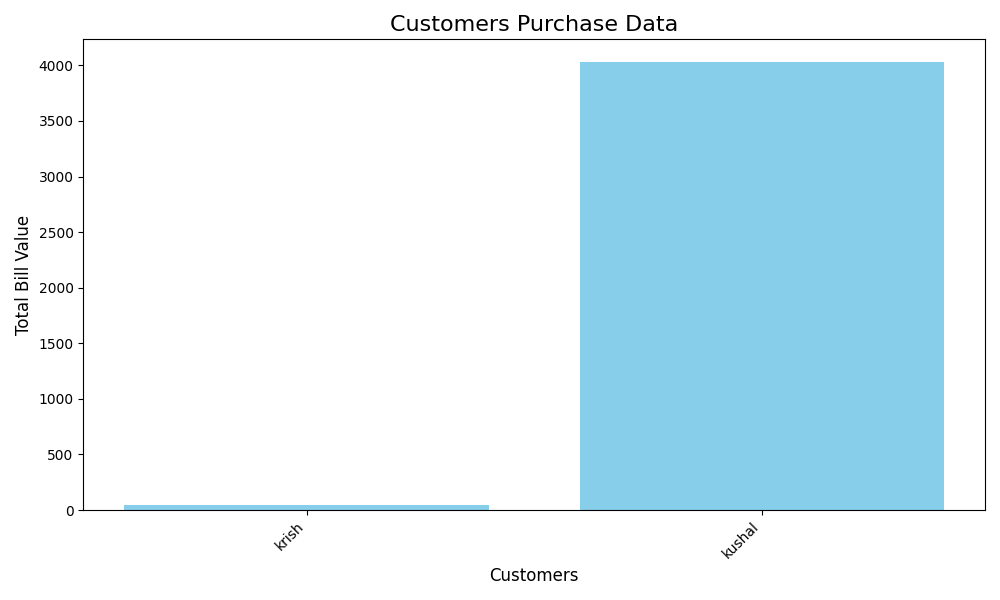 Customers Purchase Data
Total Bill Value
4000
3500
3000
2500
2000
1500
1000
500
0
krish
kushal
Customers